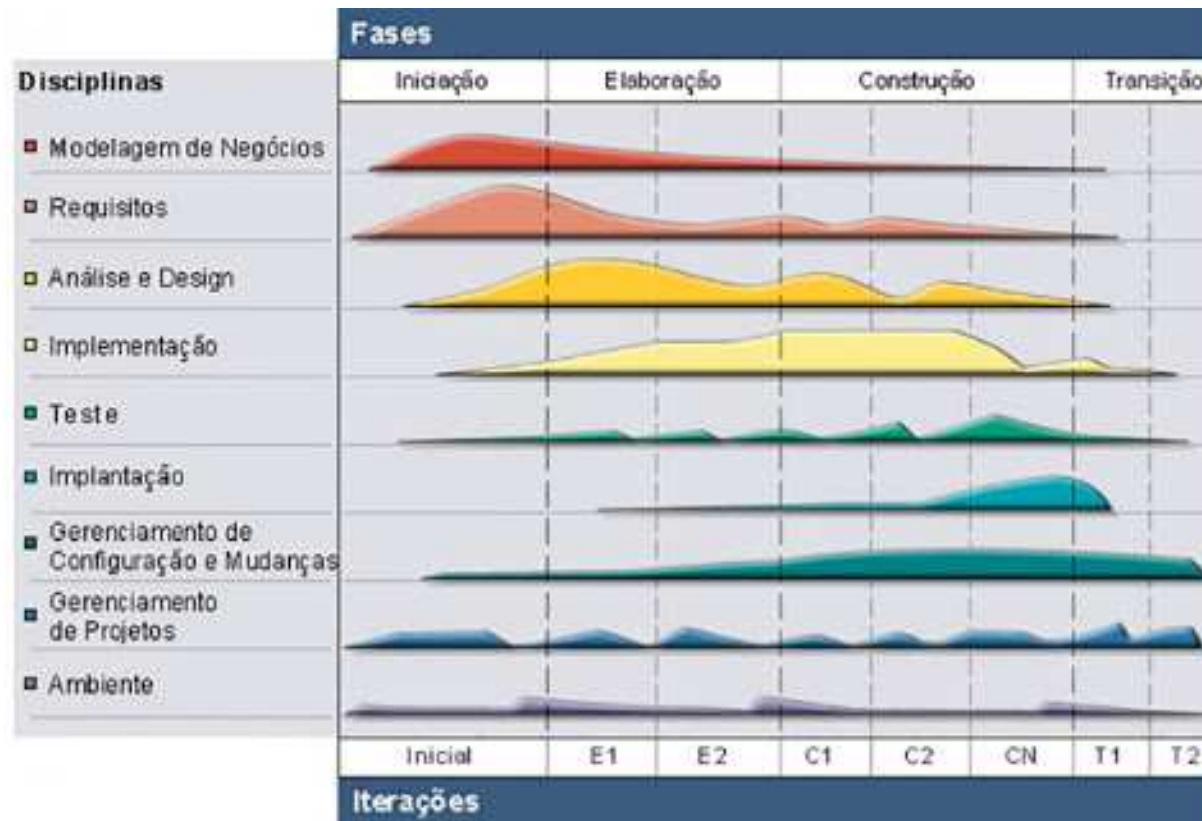 Fases
Disciplinas
Iniciação Elaboração Construção Transição
Modelagem de Negócios
Requisitos
Análise e Design
Implementação
Teste
Implantação
Gerenciamento de
Configuração e Mudanças
Gerenciamento
de Projetos
Ambiente
Inicial E1 E2 C1 C2 CN T1 T2
Iterações